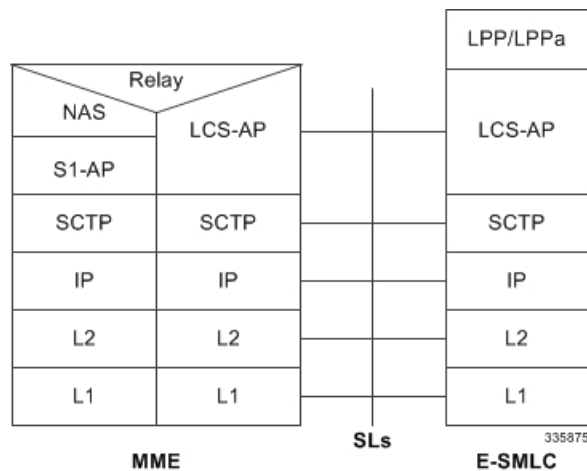 LPP/LPPa
Relay
NAS
LCS-AP
LCS-AP
S1-AP
SCTP
SCTP
SCTP
IP
IP
IP
L2
L2
L2
L1
L1
L1
335875
SLs
MME
E-SMLC